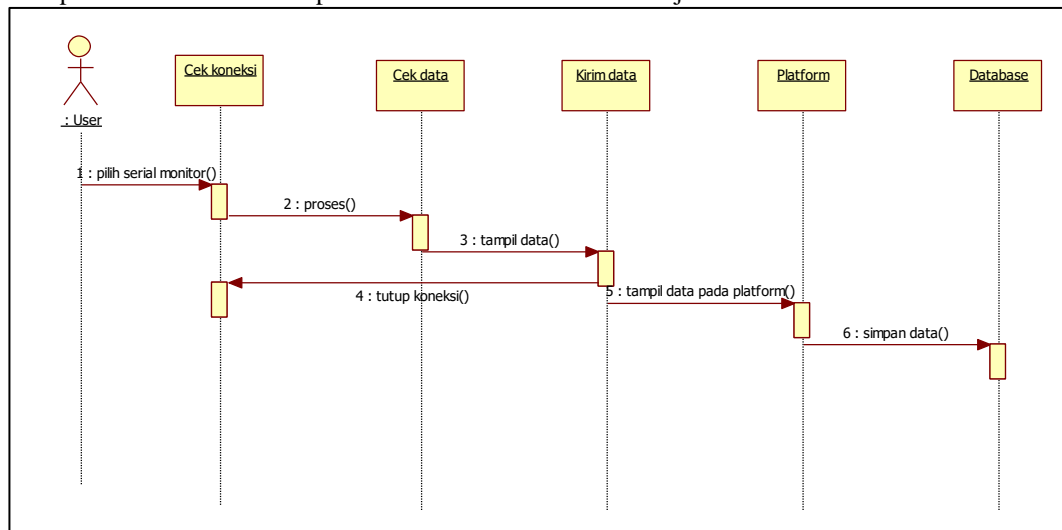 Cek koneksi
Cek data
Kirim data
Platform
Database
: User
1 : pilih serial monitor()
2 : proses()
3 : tampil data()
4 : tutup koneksi()
5 : tampil data pada platform()
6 : simpan data()